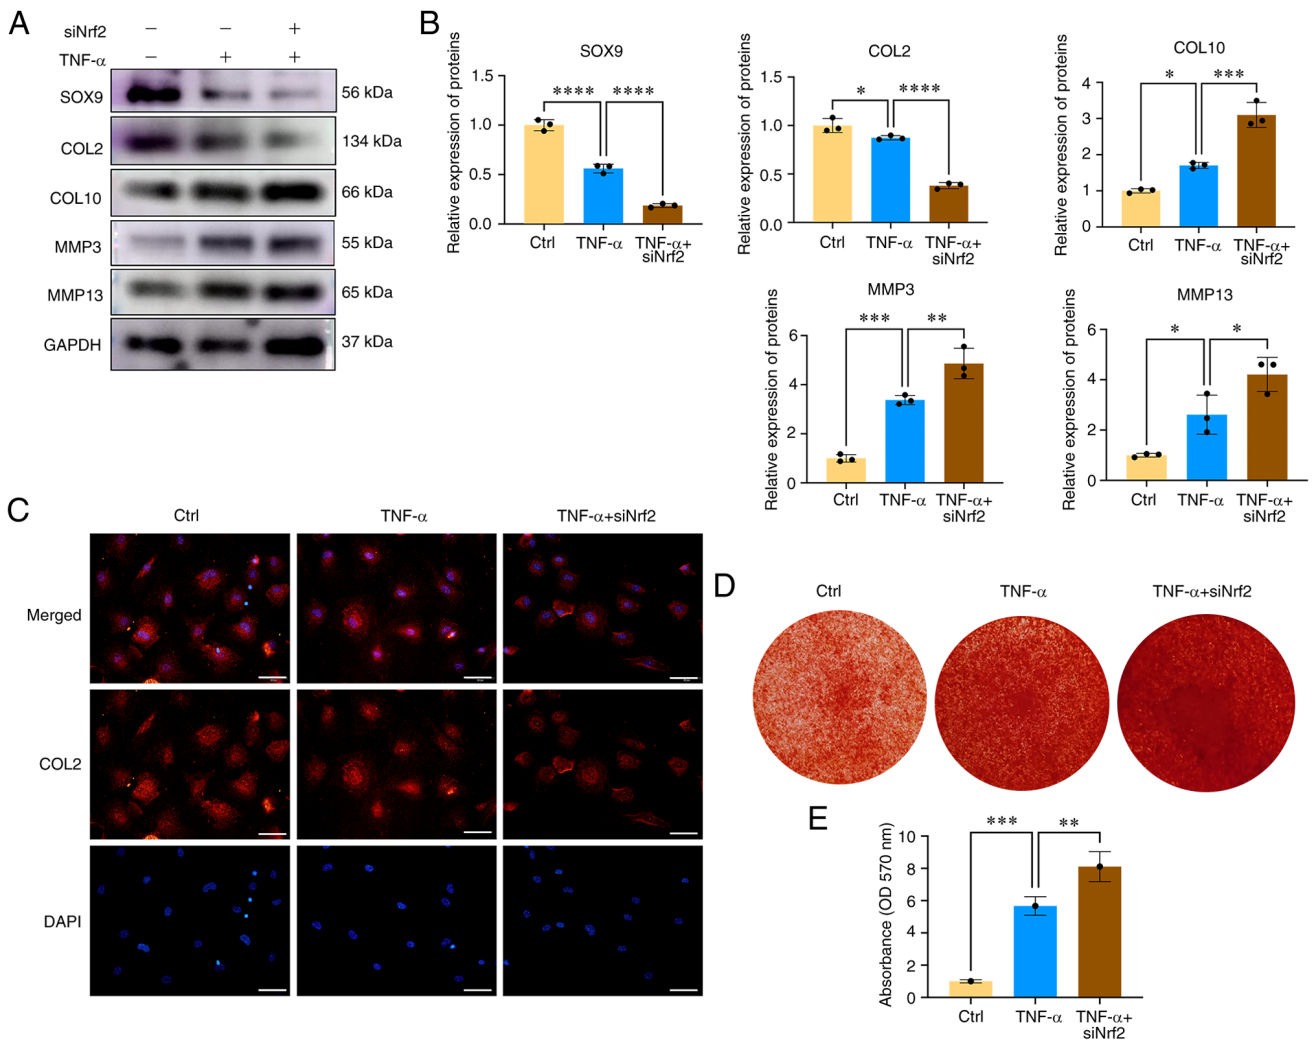 A
siNrf2 − − +
TNF-α − + +
SOX9 56 kDa
COL2 134 kDa
COL10 66 kDa
MMP3 55 kDa
MMP13 65 kDa
GAPDH 37 kDa
B
SOX9
Relative expression of proteins
1.5
1.0
0.5
0.0
**** ****
Ctrl TNF-α TNF-α+
siNrf2
COL2
Relative expression of proteins
1.5
1.0
0.5
0.0
* ****
Ctrl TNF-α TNF-α+
siNrf2
COL10
Relative expression of proteins
4
3
2
1
0
* ***
Ctrl TNF-α TNF-α+
siNrf2
MMP3
Relative expression of proteins
6
4
2
0
*** **
Ctrl TNF-α TNF-α+
siNrf2
MMP13
Relative expression of proteins
6
4
2
0
* *
Ctrl TNF-α TNF-α+
siNrf2
C
Ctrl TNF-α TNF-α+siNrf2
Merged
COL2
DAPI
D
Ctrl TNF-α TNF-α+siNrf2
E
Absorbance (OD 570 nm)
10
8
6
4
2
0
*** **
Ctrl TNF-α TNF-α+
siNrf2